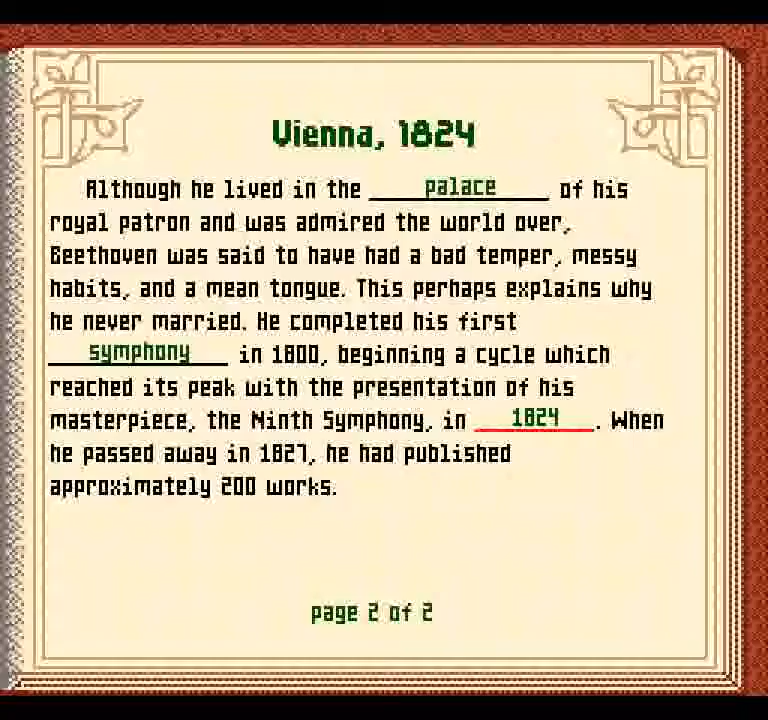 Vienna, 1824
Although he lived in the palace of his
royal patron and was admired the world over,
Beethoven was said to have had a bad temper, messy
habits, and a mean tongue. This perhaps explains why
he never married. He completed his first
symphony in 1800, beginning a cycle which
reached its peak with the presentation of his
masterpiece, the Ninth Symphony, in 1824. When
he passed away in 1827, he had published
approximately 200 works.
page 2 of 2